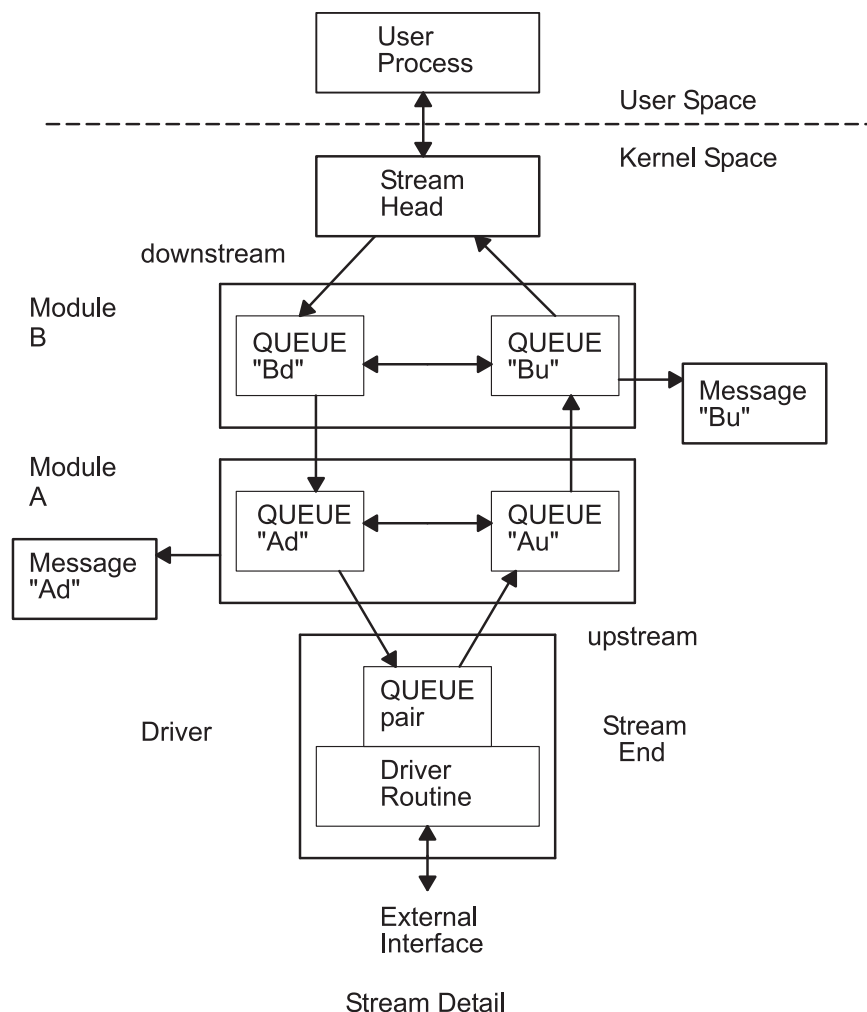 User
Process
User Space
Kernel Space
Stream
Head
downstream
Module
B
QUEUE
"Bd"
QUEUE
"Bu"
Message
"Bu"
Module
A
QUEUE
"Ad"
QUEUE
"Au"
Message
"Ad"
upstream
QUEUE
pair
Driver
Stream
End
Driver
Routine
External
Interface
Stream Detail